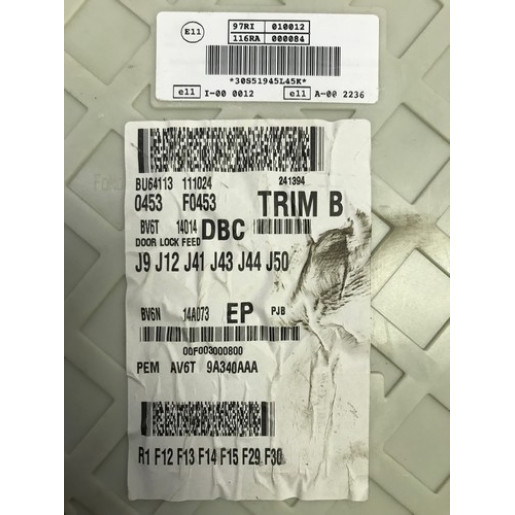 E11 97RI 010012
116RA 000084
*30S51945L45K*
e11 I-00 0012 e11 A-00 2236
BU64113 111024 241394
0453 F0453 TRIM B
BV6T 14014 DBC
DOOR LOCK FEED
J9 J12 J41 J43 J44 J50
BV6N 14A073 EP PJB
00F003000800
PEM AV6T 9A340AAA
R1 F12 F13 F14 F15 F29 F30